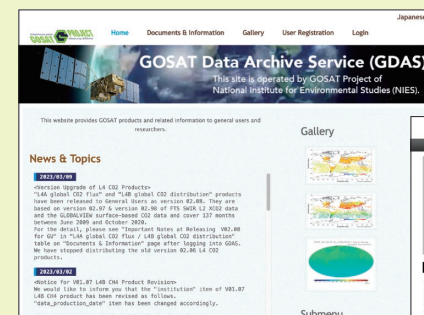 Japanese
GOSAT PROJECT
Home Documents & Information Gallery User Registration Login
GOSAT Data Archive Service (GDAS)
This site is operated by GOSAT Project of
National Institute for Environmental Studies (NIES).
This website provides GOSAT products and related information to general users and
researchers.
Gallery
News & Topics
2023/03/09
<Version Upgrade of L4 CO2 Products>
"L4A global CO2 flux" and "L4B global CO2 distribution" products
have been released to General Users as version 02.08. They are
based on version 02.97 & version 02.98 of FTS SWIR L2 XCO2 data
and the GLOBALVIEW surface-based CO2 data and cover 137 months
between June 2009 and October 2020.
For the detail, please see "Important Notes at Releasing V02.08
for GU" in "L4A global CO2 flux / L4B global CO2 distribution"
table on "Documents & Information" page after logging into GDAS.
We have stopped distributing the old version 02.06 L4 CO2
products.
2023/03/02
<Notice for V01.07 L4B CH4 Product Revision>
We would like to inform you that the "institution" item of V01.07
L4B CH4 product has been revised as follows.
"data_production_date" item has been changed accordingly.
Submenu